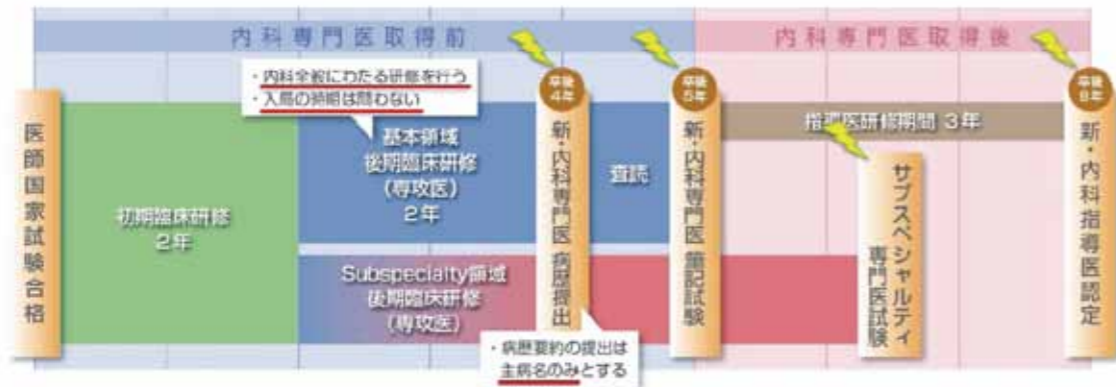 内科専門医取得前
内科専門医取得後
・内科全般にわたる研修を行う
・入局の時期は問わない
卒後
4年
卒後
5年
卒後
8年
医師国家試験合格
初期臨床研修
2年
基本領域
後期臨床研修
(専攻医)
2年
新・内科専門医 病歴提出
査読
新・内科専門医 筆記試験
指導医研修期間 3年
サブスペシャルティ
専門医試験
新・内科指導医認定
Subspecialty領域
後期臨床研修
(専攻医)
・病歴要約の提出は
主病名のみとする